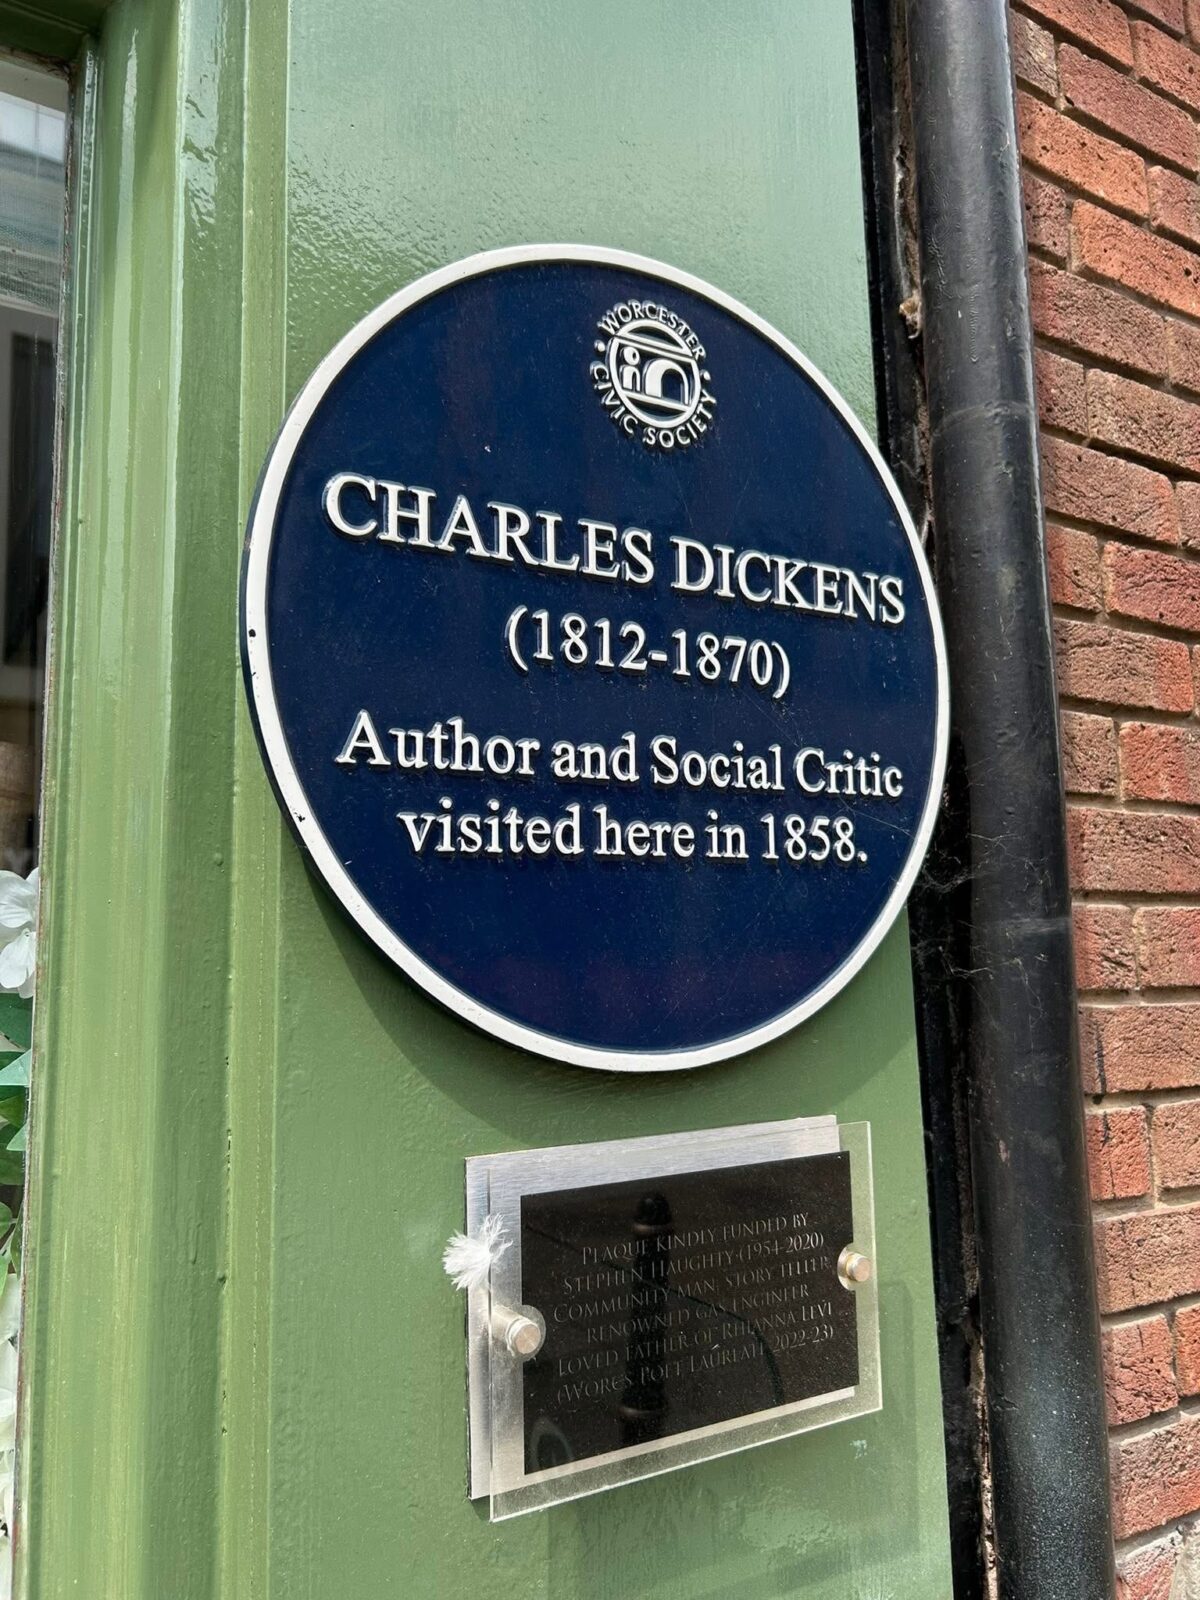 WORCESTER
CIVIC SOCIETY
CHARLES DICKENS
(1812-1870)
Author and Social Critic
visited here in 1858.
PLAQUE KINDLY FUNDED BY
STEPHEN HAUGHTY (1954-2020)
COMMUNITY MAN, STORY TELLER
RENOWNED GAS ENGINEER
LOVED FATHER OF RHIANNA LEVI
(WORCS POET LAUREATE 2022-23)